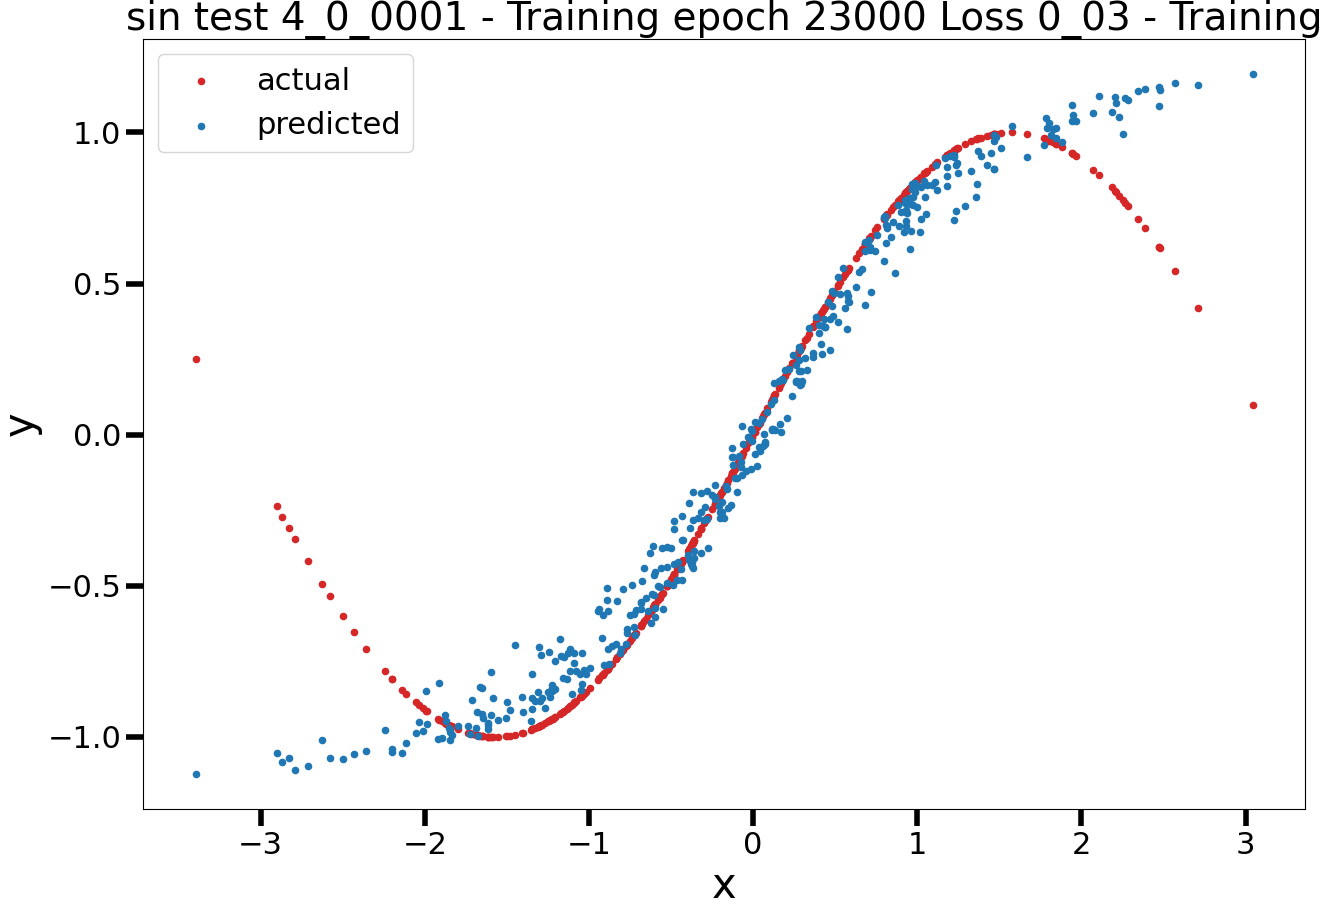 sin test 4_0_0001 - Training epoch 23000 Loss 0_03 - Training
actual
predicted
1.0
0.5
0.0
−0.5
−1.0
y
−3 −2 −1 0 1 2 3
x